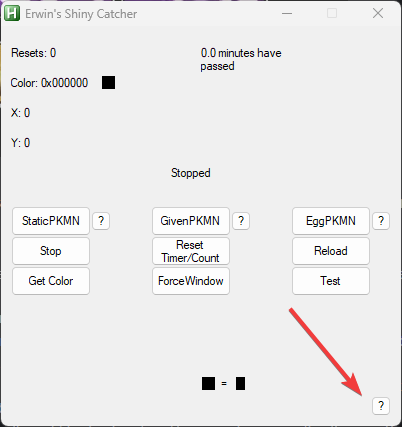 Erwin's Shiny Catcher
Resets: 0
0.0 minutes have
passed
Color: 0x000000
X: 0
Y: 0
Stopped
StaticPKMN ? GivenPKMN ? EggPKMN ?
Stop
Reset
Timer/Count
Reload
Get Color ForceWindow Test
=
?